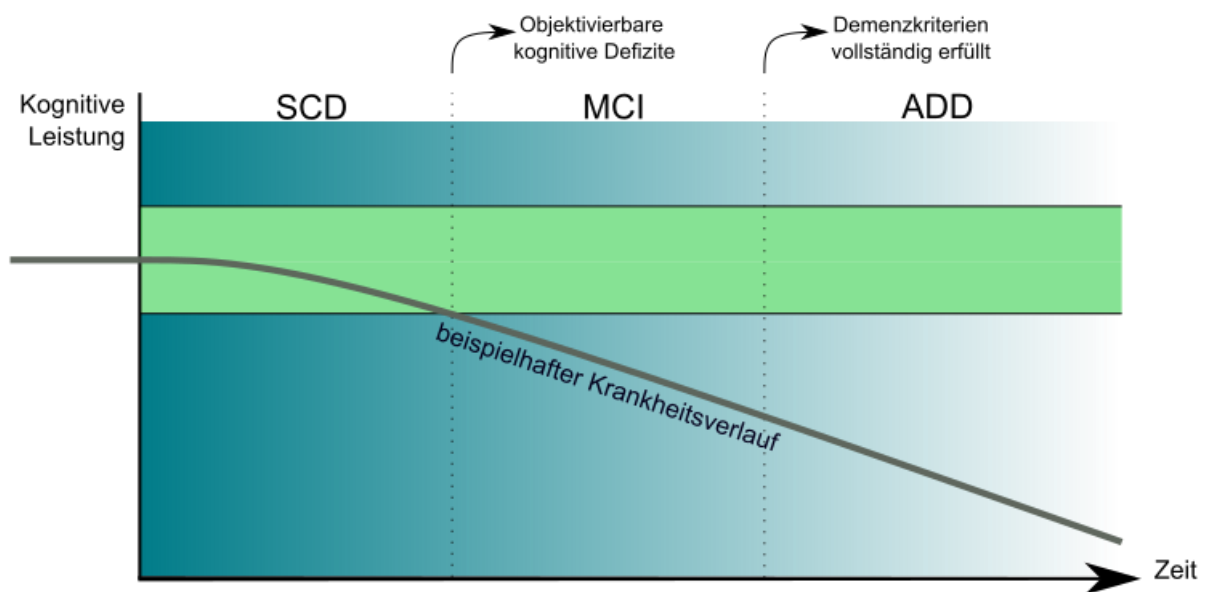 Objektivierbare
kognitive Defizite
Demenzkriterien
vollständig erfüllt
Kognitive
Leistung
SCD
MCI
ADD
beispielhafter Krankheitsverlauf
Zeit